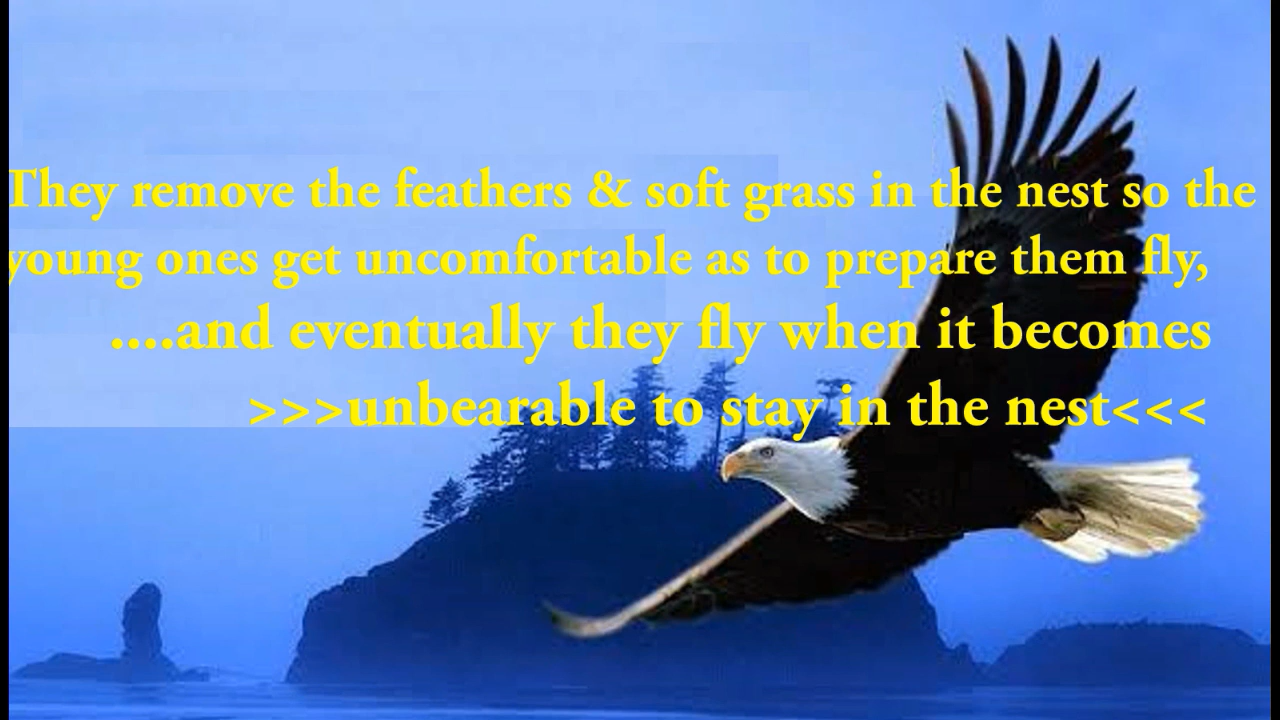 They remove the feathers & soft grass in the nest so the
young ones get uncomfortable as to prepare them fly,
....and eventually they fly when it becomes
>>>unbearable to stay in the nest<<<